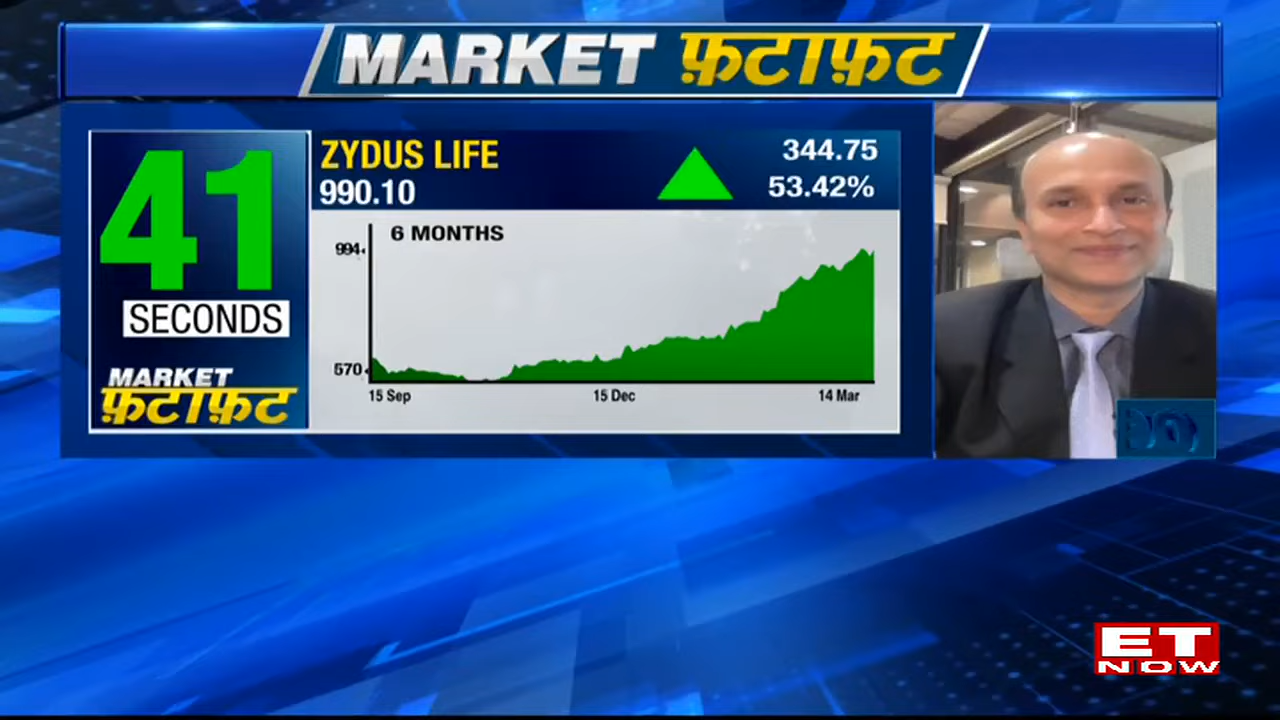 MARKET फ़टाफ़ट
41
SECONDS
MARKET
फ़टाफ़ट
ZYDUS LIFE
990.10
344.75
53.42%
6 MONTHS
994
570
15 Sep
15 Dec
14 Mar
ET
NOW